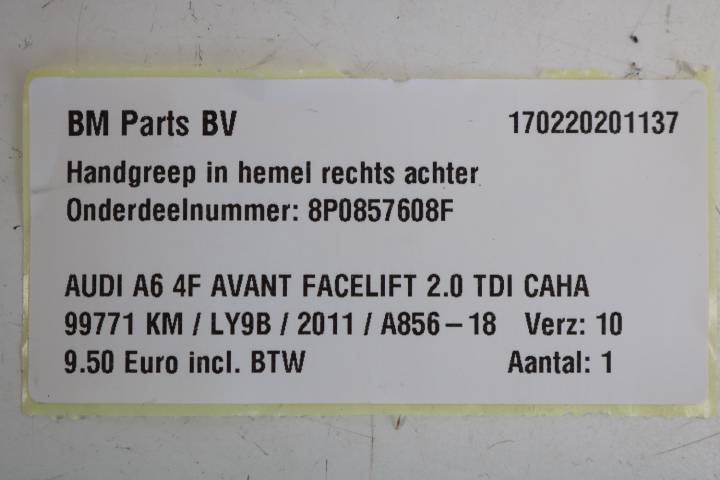 BM Parts BV 170220201137
Handgreep in hemel rechts achter
Onderdeelnummer: 8P0857608F
AUDI A6 4F AVANT FACELIFT 2.0 TDI CAHA
99771 KM / LY9B / 2011 / A856-18 Verz: 10
9.50 Euro incl. BTW Aantal: 1